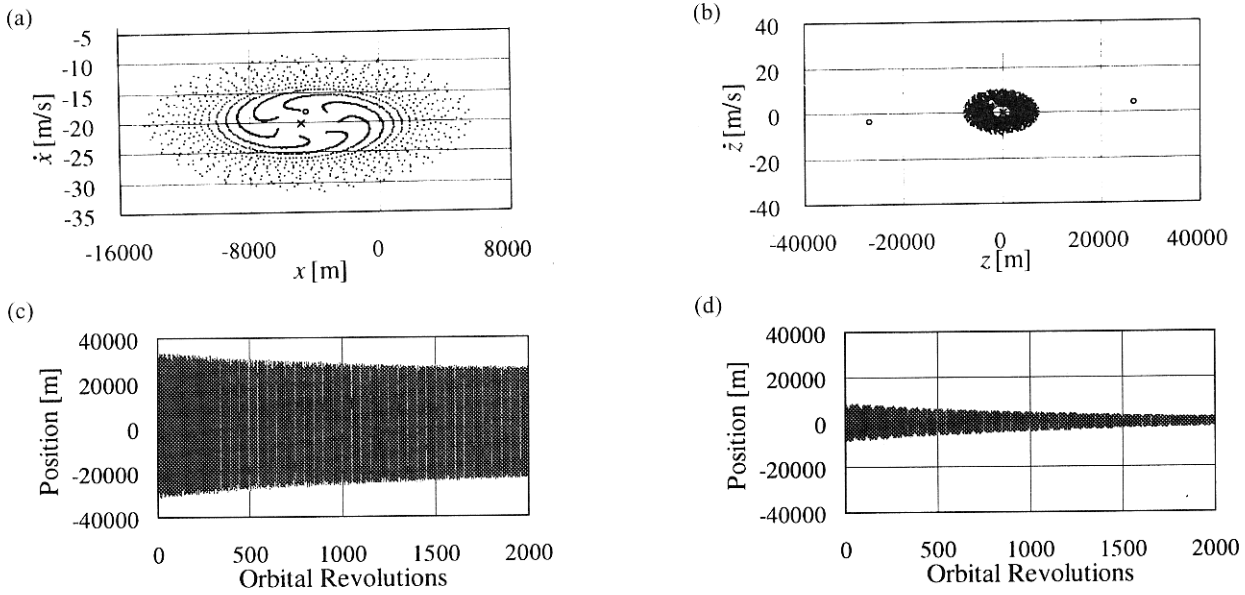 (a)
-5
-10
-15
-20
-25
-30
-35
ẋ [m/s]
-16000 -8000 0 8000
x [m]
(b)
40
20
0
-20
-40
ż [m/s]
-40000 -20000 0 20000 40000
z [m]
(c)
40000
20000
0
-20000
-40000
Position [m]
0 500 1000 1500 2000
Orbital Revolutions
(d)
40000
20000
0
-20000
-40000
Position [m]
0 500 1000 1500 2000
Orbital Revolutions